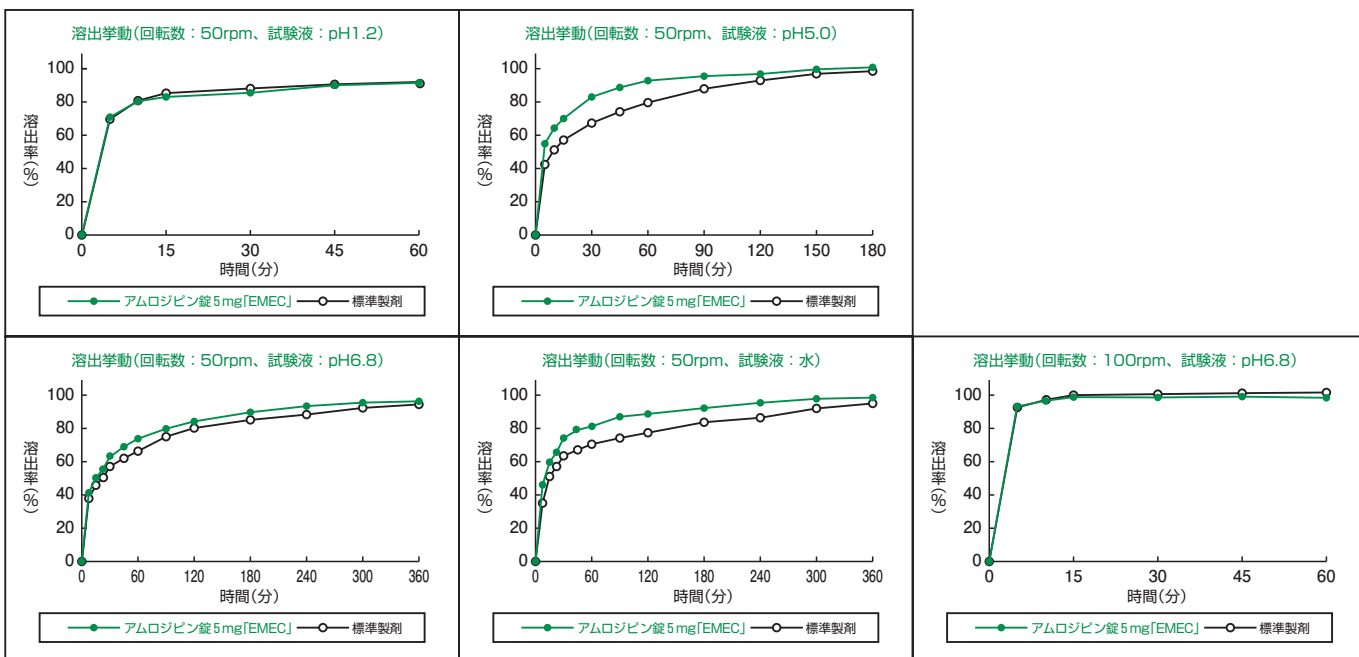 溶出挙動(回転数：50rpm、試験液：pH1.2)
溶出率(%)
100
80
60
40
20
0
0 15 30 45 60
時間(分)
アムロジピン錠5mg「EMEC」 標準製剤
溶出挙動(回転数：50rpm、試験液：pH5.0)
溶出率(%)
100
80
60
40
20
0
0 30 60 90 120 150 180
時間(分)
アムロジピン錠5mg「EMEC」 標準製剤
溶出挙動(回転数：50rpm、試験液：pH6.8)
溶出率(%)
100
80
60
40
20
0
0 60 120 180 240 300 360
時間(分)
アムロジピン錠5mg「EMEC」 標準製剤
溶出挙動(回転数：50rpm、試験液：水)
溶出率(%)
100
80
60
40
20
0
0 60 120 180 240 300 360
時間(分)
アムロジピン錠5mg「EMEC」 標準製剤
溶出挙動(回転数：100rpm、試験液：pH6.8)
溶出率(%)
100
80
60
40
20
0
0 15 30 45 60
時間(分)
アムロジピン錠5mg「EMEC」 標準製剤